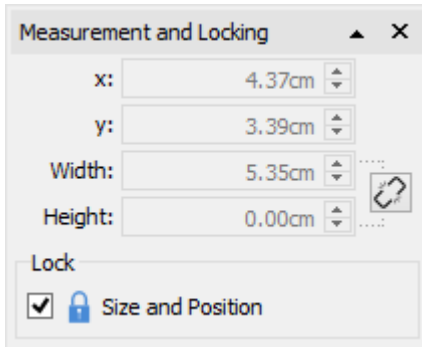 Measurement and Locking
x: 4.37cm
y: 3.39cm
Width: 5.35cm
Height: 0.00cm
Lock
Size and Position